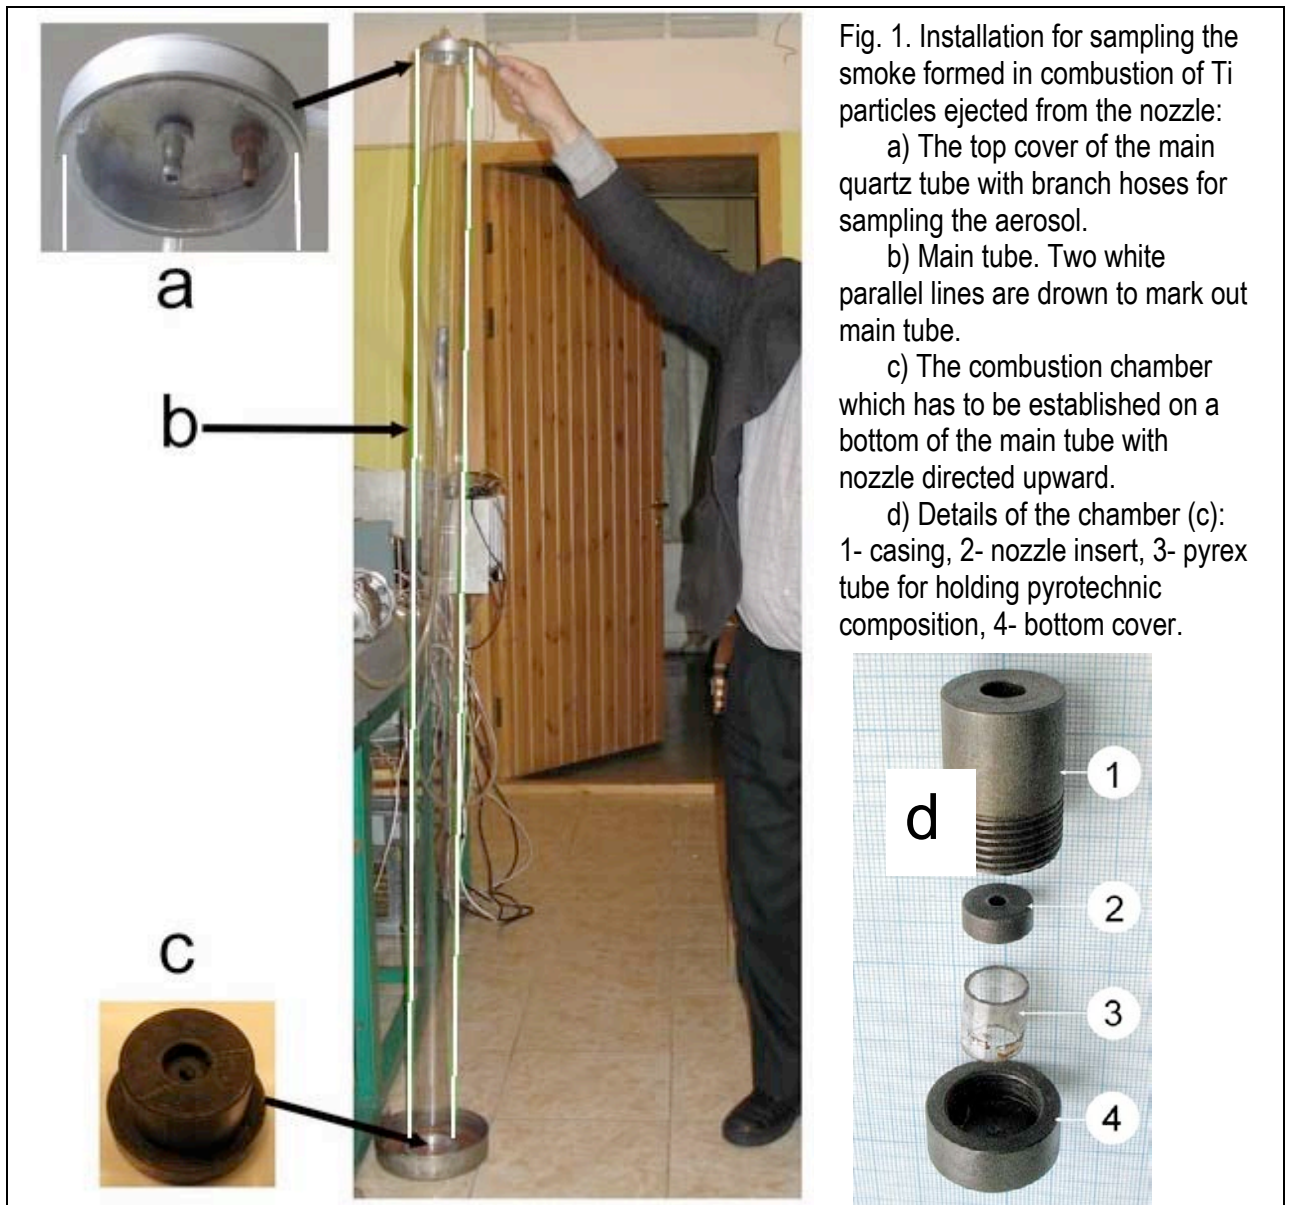 Fig. 1. Installation for sampling the
smoke formed in combustion of Ti
particles ejected from the nozzle:
a) The top cover of the main
quartz tube with branch hoses for
sampling the aerosol.
b) Main tube. Two white
parallel lines are drown to mark out
main tube.
c) The combustion chamber
which has to be established on a
bottom of the main tube with
nozzle directed upward.
d) Details of the chamber (c):
1- casing, 2- nozzle insert, 3- pyrex
tube for holding pyrotechnic
composition, 4- bottom cover.
a
b
c
d
1
2
3
4